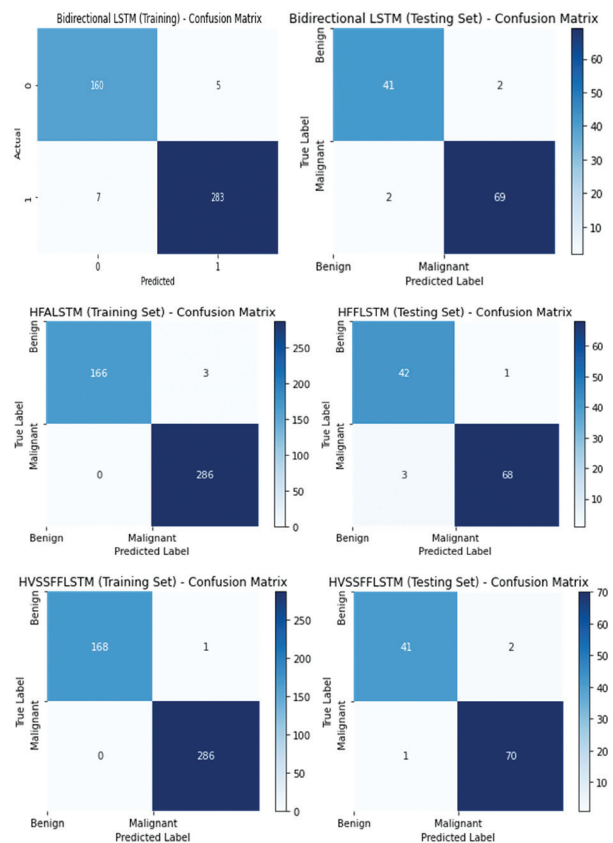 Bidirectional LSTM (Training) - Confusion Matrix
0
Actual
1
160
5
7
283
0
1
Predicted
Bidirectional LSTM (Testing Set) - Confusion Matrix
Benign
True Label
Malignant
41
2
2
69
Benign
Malignant
Predicted Label
60
50
40
30
20
10
HFALSTM (Training Set) - Confusion Matrix
Benign
True Label
Malignant
166
3
0
286
Benign
Malignant
Predicted Label
250
200
150
100
50
0
HFFLSTM (Testing Set) - Confusion Matrix
Benign
True Label
Malignant
42
1
3
68
Benign
Malignant
Predicted Label
60
50
40
30
20
10
HVSSFFLSTM (Training Set) - Confusion Matrix
Benign
True Label
Malignant
168
1
0
286
Benign
Malignant
Predicted Label
250
200
150
100
50
0
HVSSFFLSTM (Testing Set) - Confusion Matrix
Benign
True Label
Malignant
41
2
1
70
Benign
Malignant
Predicted Label
70
60
50
40
30
20
10